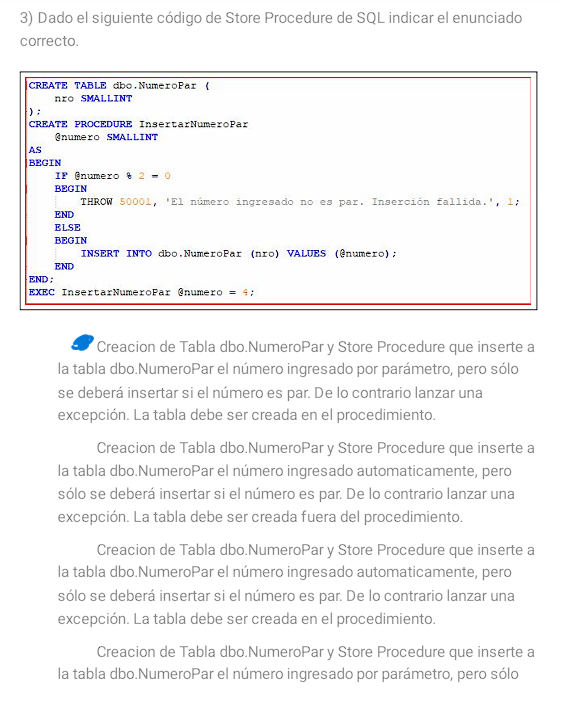 3) Dado el siguiente código de Store Procedure de SQL indicar el enunciado
correcto.
CREATE TABLE dbo.NumeroPar (
nro SMALLINT
);
CREATE PROCEDURE InsertarNumeroPar
@numero SMALLINT
AS
BEGIN
IF @numero % 2 = 0
BEGIN
THROW 50001, 'El número ingresado no es par. Inserción fallida.', 1;
END
ELSE
BEGIN
INSERT INTO dbo.NumeroPar (nro) VALUES (@numero);
END
END;
EXEC InsertarNumeroPar @numero = 4;
Creacion de Tabla dbo.NumeroPar y Store Procedure que inserte a
la tabla dbo.NumeroPar el número ingresado por parámetro, pero sólo
se deberá insertar si el número es par. De lo contrario lanzar una
excepción. La tabla debe ser creada en el procedimiento.
Creacion de Tabla dbo.NumeroPar y Store Procedure que inserte a
la tabla dbo.NumeroPar el número ingresado automaticamente, pero
sólo se deberá insertar si el número es par. De lo contrario lanzar una
excepción. La tabla debe ser creada fuera del procedimiento.
Creacion de Tabla dbo.NumeroPar y Store Procedure que inserte a
la tabla dbo.NumeroPar el número ingresado automaticamente, pero
sólo se deberá insertar si el número es par. De lo contrario lanzar una
excepción. La tabla debe ser creada en el procedimiento.
Creacion de Tabla dbo.NumeroPar y Store Procedure que inserte a
la tabla dbo.NumeroPar el número ingresado por parámetro, pero sólo